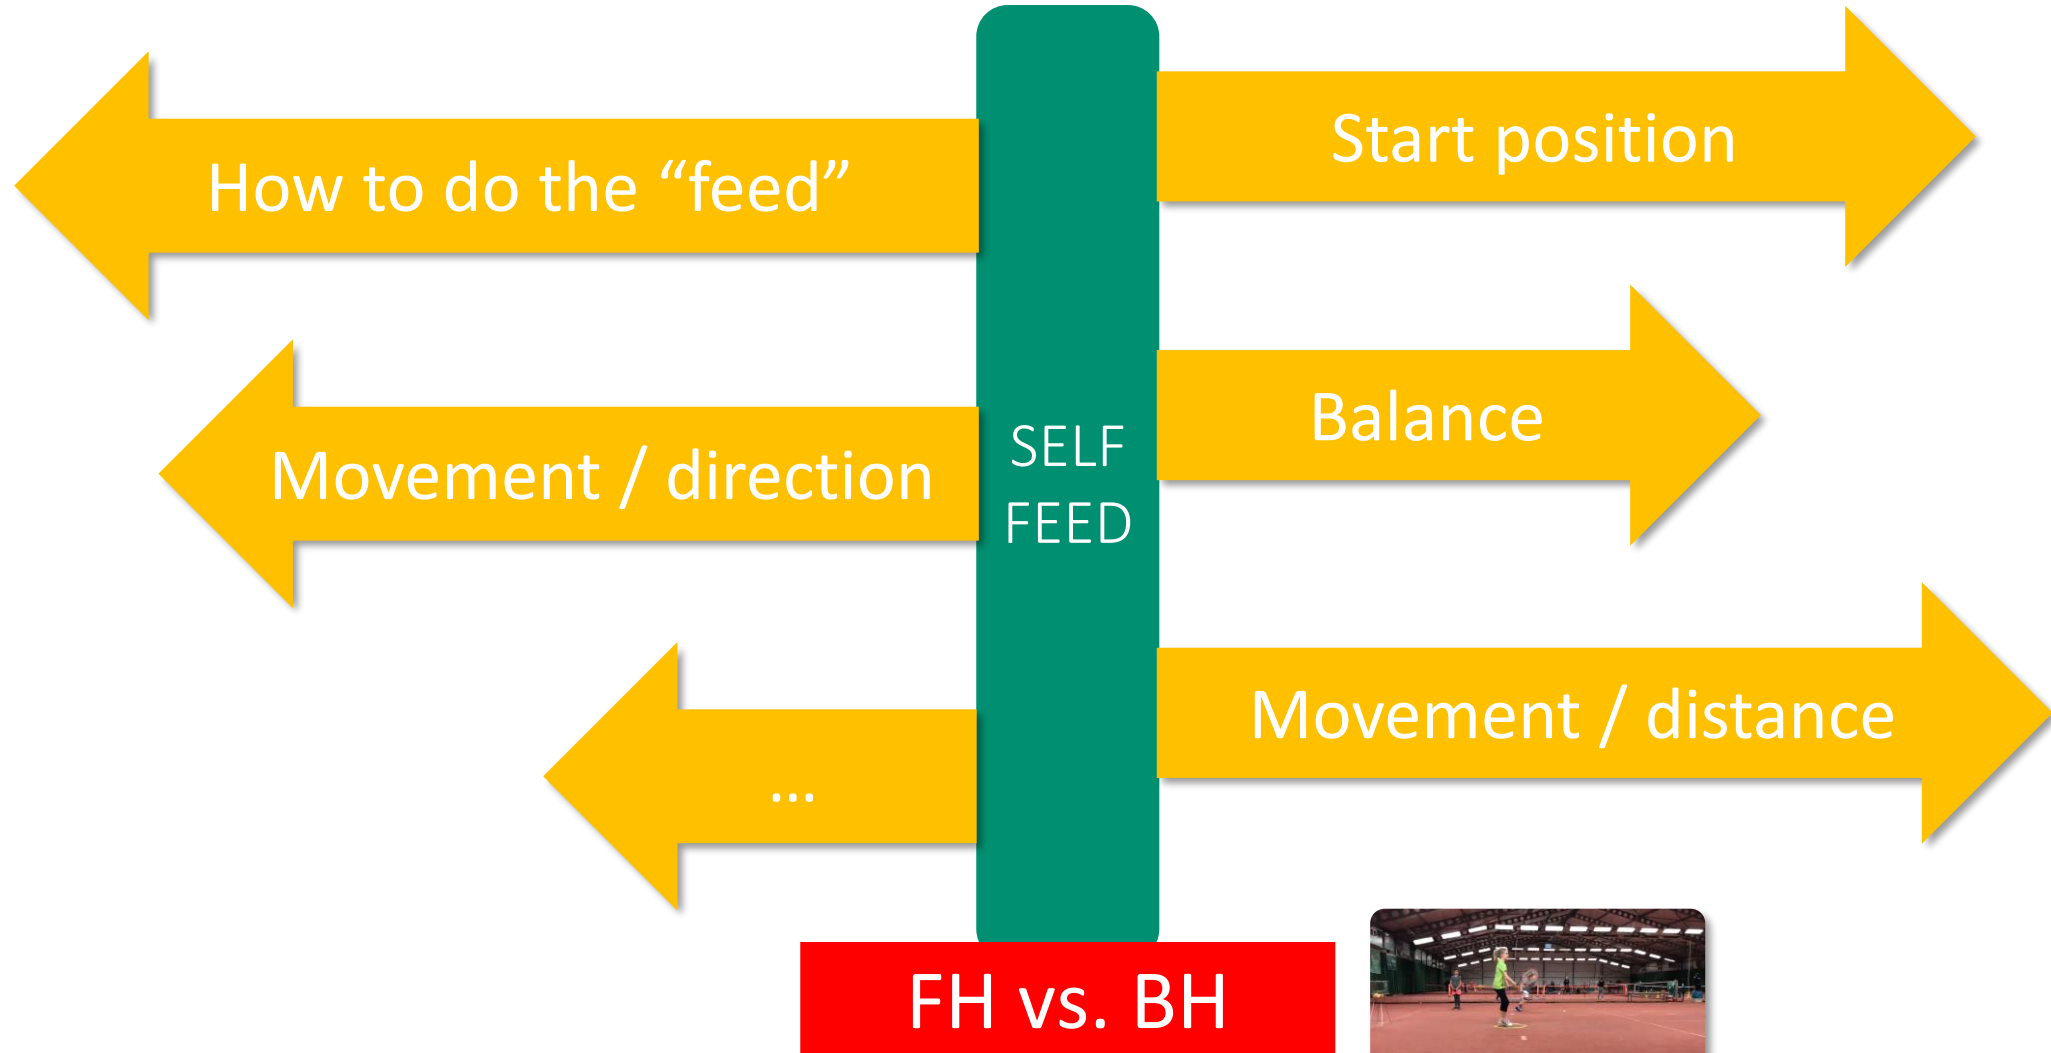 How to do the “feed”
Start position
Movement / direction
Balance
SELF
FEED
...
Movement / distance
FH vs. BH